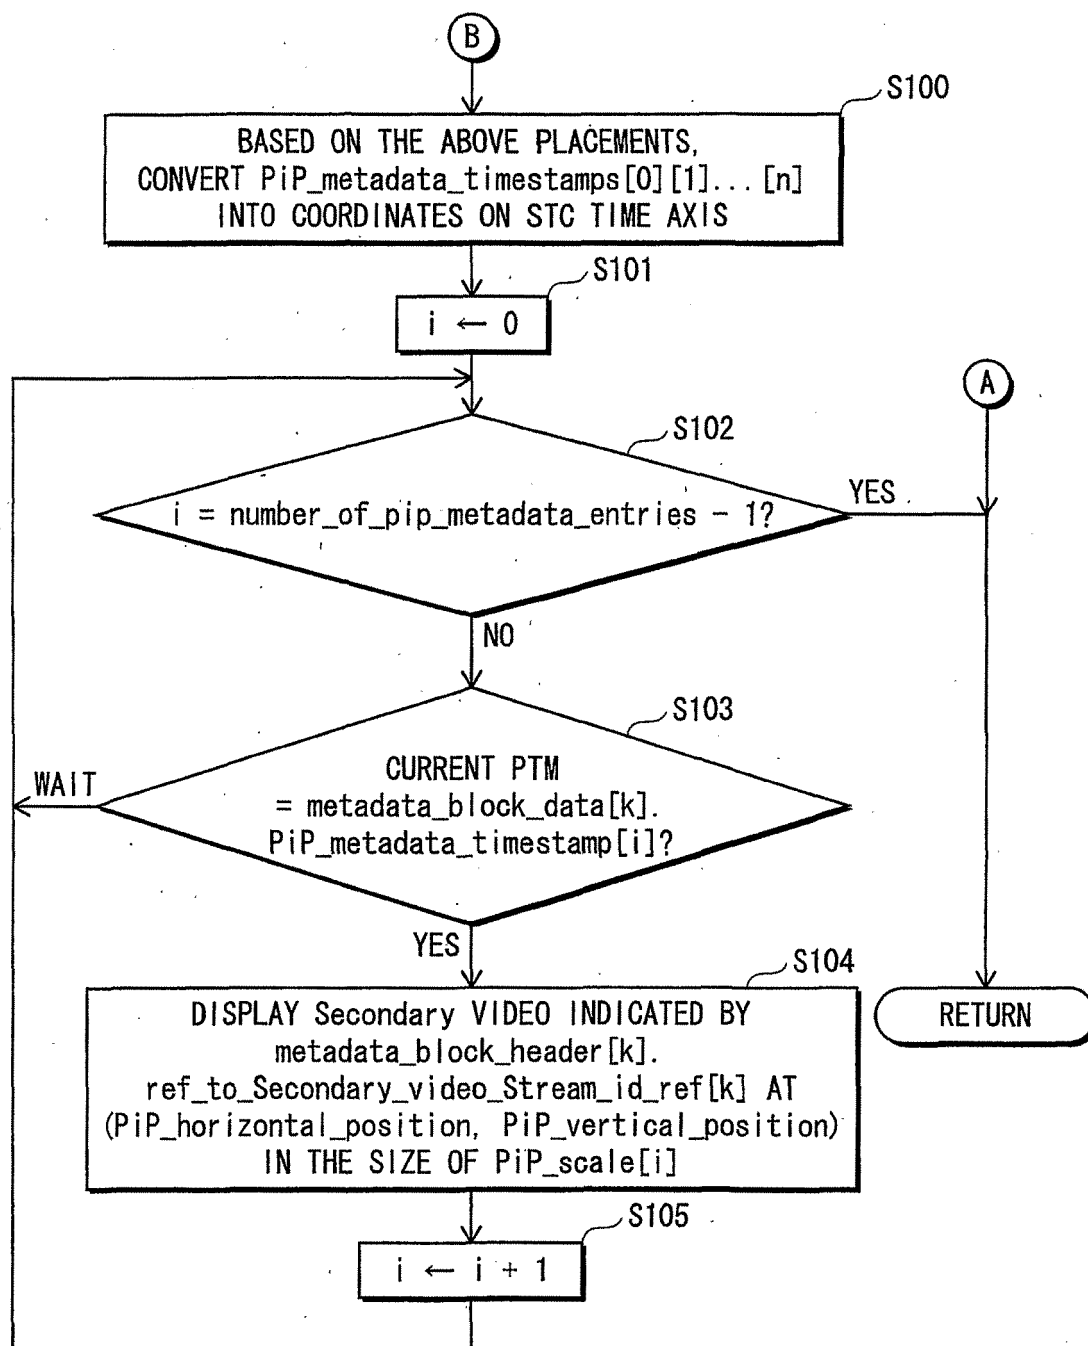 B
S100
BASED ON THE ABOVE PLACEMENTS,
CONVERT PiP_metadata_timestamps[0][1]...[n]
INTO COORDINATES ON STC TIME AXIS
S101
i ← 0
A
S102
YES
i = number_of_pip_metadata_entries - 1?
NO
S103
WAIT
CURRENT PTM
= metadata_block_data[k].
PiP_metadata_timestamp[i]?
YES
S104
DISPLAY Secondary VIDEO INDICATED BY
metadata_block_header[k].
ref_to_Secondary_video_Stream_id_ref[k] AT
(PiP_horizontal_position, PiP_vertical_position)
IN THE SIZE OF PiP_scale[i]
RETURN
S105
i ← i + 1